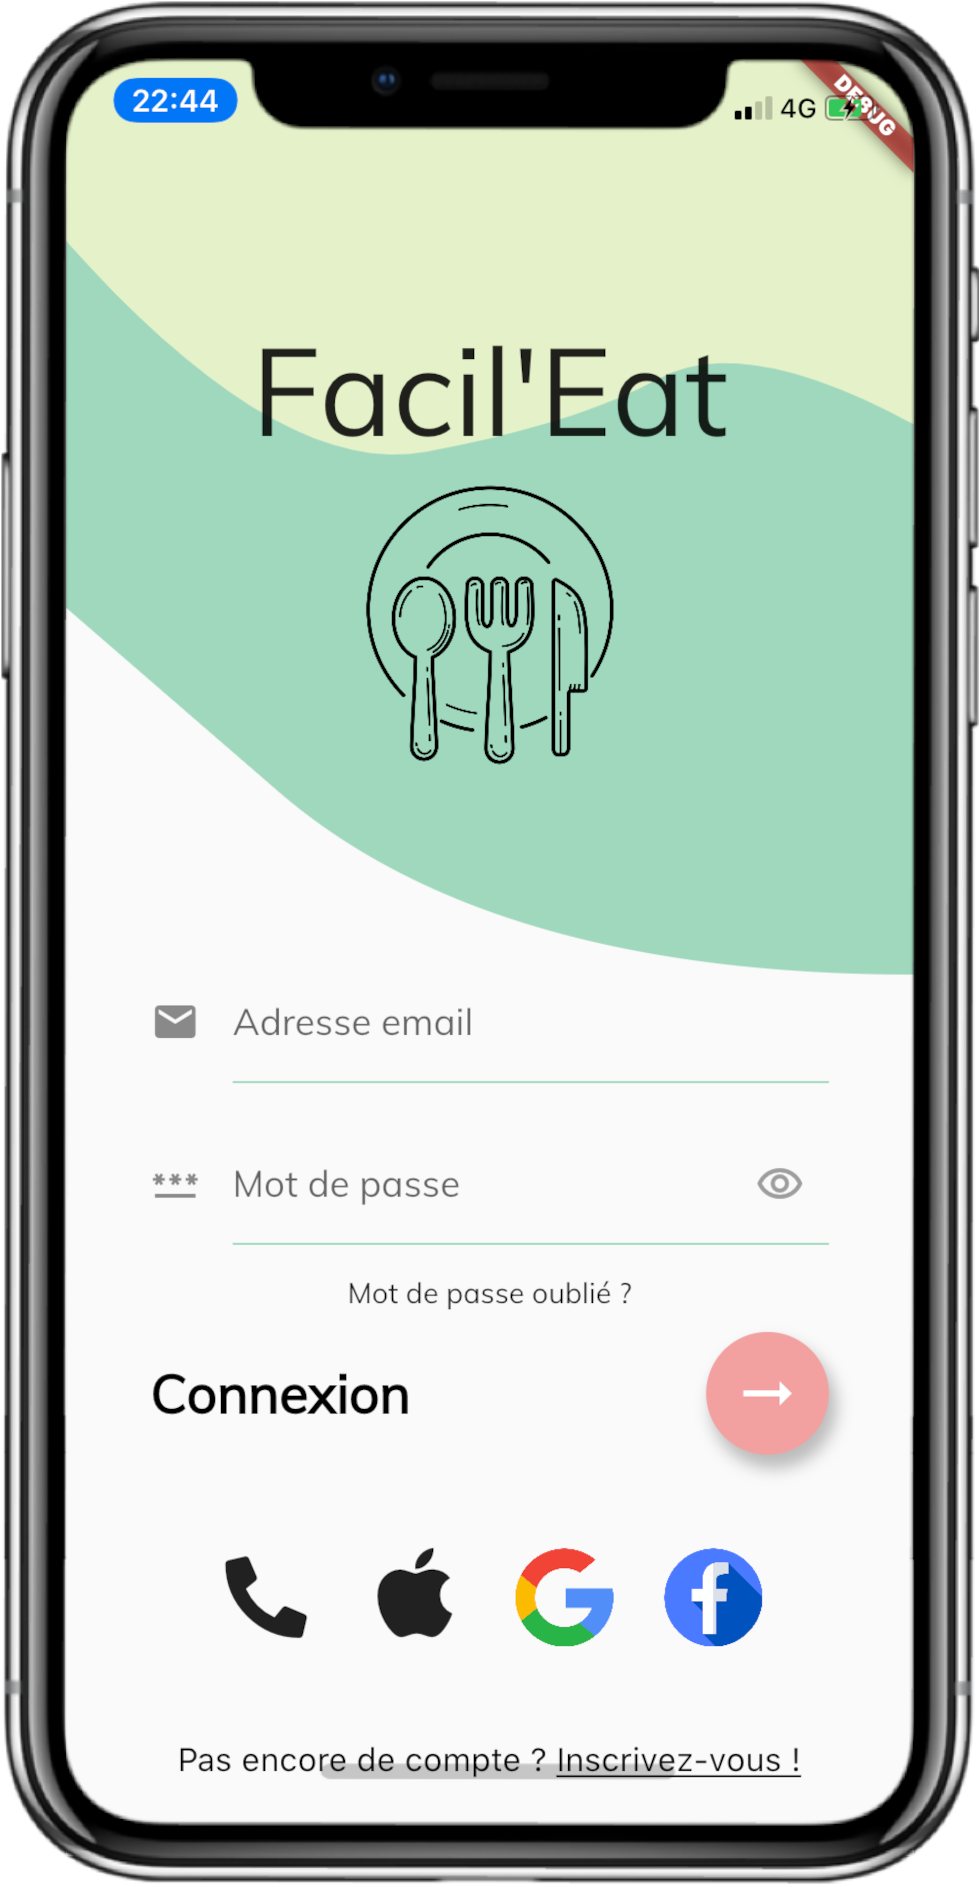 22:44
4G
DEBUG
Facil'Eat
Adresse email
***
Mot de passe
Mot de passe oublié ?
Connexion
Pas encore de compte ? Inscrivez-vous !